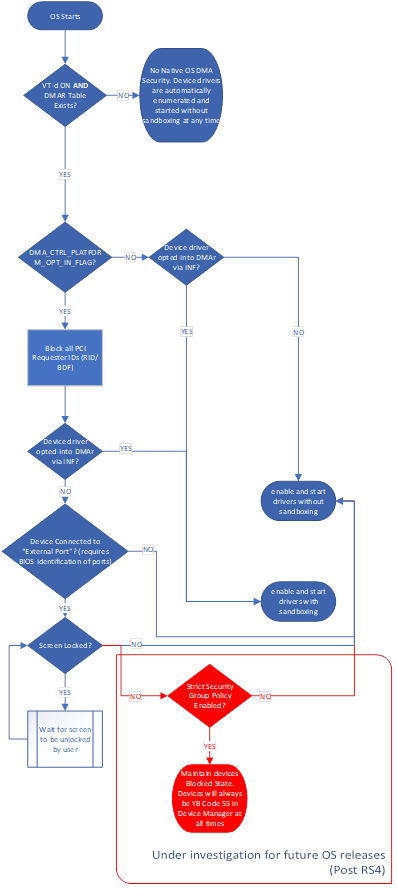 OS Starts
VT-d ON AND
DMAR Table
Exists?
NO
No Native OS DMA
Security. Device drivers
are automatically
enumerated and
started without
sandboxing at any time
YES
DMA_CTRL_PLATFOR
M_OPT_IN_FLAG?
NO
Device driver
opted-into DMAr
via INF?
YES
YES
NO
Block all PCI
Requester IDs (RID/
BDF)
Device driver
opted-into DMAr
via INF?
YES
NO
enable and start
drivers without
sandboxing
Device Connected to
"External Port"? (requires
BIOS identification of ports)
NO
YES
enable and start
drivers with
sandboxing
Screen Locked?
NO
YES
NO
Strict Security
Group Policy
Enabled?
NO
Wait for screen
to be unlocked
by user
YES
Maintain devices
Blocked State.
Devices will always
be YB Code 55 in
Device Manager at
all times
Under investigation for future OS releases
(Post RS4)